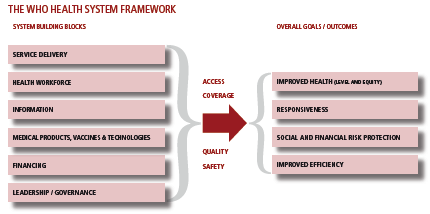 THE WHO HEALTH SYSTEM FRAMEWORK
SYSTEM BUILDING BLOCKS
SERVICE DELIVERY
HEALTH WORKFORCE
INFORMATION
MEDICAL PRODUCTS, VACCINES & TECHNOLOGIES
FINANCING
LEADERSHIP / GOVERNANCE
ACCESS
COVERAGE
QUALITY
SAFETY
OVERALL GOALS / OUTCOMES
IMPROVED HEALTH (LEVEL AND EQUITY)
RESPONSIVENESS
SOCIAL AND FINANCIAL RISK PROTECTION
IMPROVED EFFICIENCY